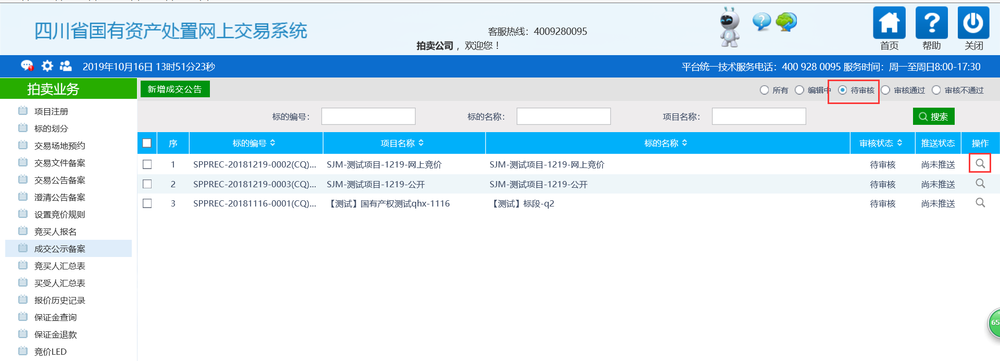 四川省国有资产处置网上交易系统
客服热线：4009280095
拍卖公司，欢迎您！
首页
帮助
关闭
2019年10月16日 13时51分23秒
平台统一技术服务电话：400 928 0095 服务时间：周一至周日8:00-17:30
拍卖业务
项目注册
标的划分
交易场地预约
交易文件备案
交易公告备案
澄清公告备案
设置竞价规则
竞买人报名
成交公示备案
竞买人汇总表
买受人汇总表
报价历史记录
保证金查询
保证金退款
竞价LED
新增成交公告
所有 编辑中 待审核 审核通过 审核不通过
标的编号： 标的名称： 项目名称： 搜索
序 标的编号 项目名称 标的名称 审核状态 推送状态 操作
1 SPPREC-20181219-0002(CQ)... SJM-测试项目-1219-网上竞价 SJM-测试项目-1219-网上竞价 待审核 尚未推送
2 SPPREC-20181219-0003(CQ)... SJM-测试项目-1219-公开 SJM-测试项目-1219-公开 待审核 尚未推送
3 SPPREC-20181116-0001(CQ)... 【测试】国有产权测试qhx-1116 【测试】标段-q2 待审核 尚未推送
65